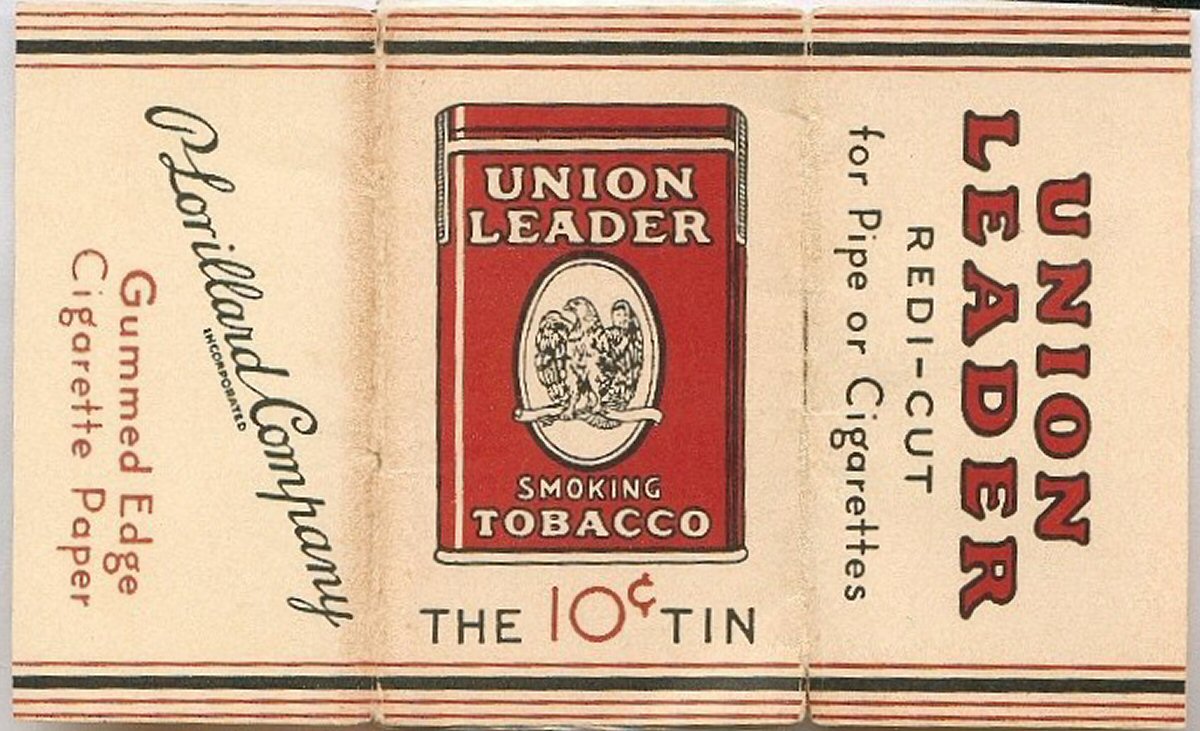 P. Lorillard Company
INCORPORATED
Gummed Edge
Cigarette Paper
UNION
LEADER
SMOKING
TOBACCO
THE 10¢ TIN
UNION
LEADER
REDI-CUT
for Pipe or Cigarettes